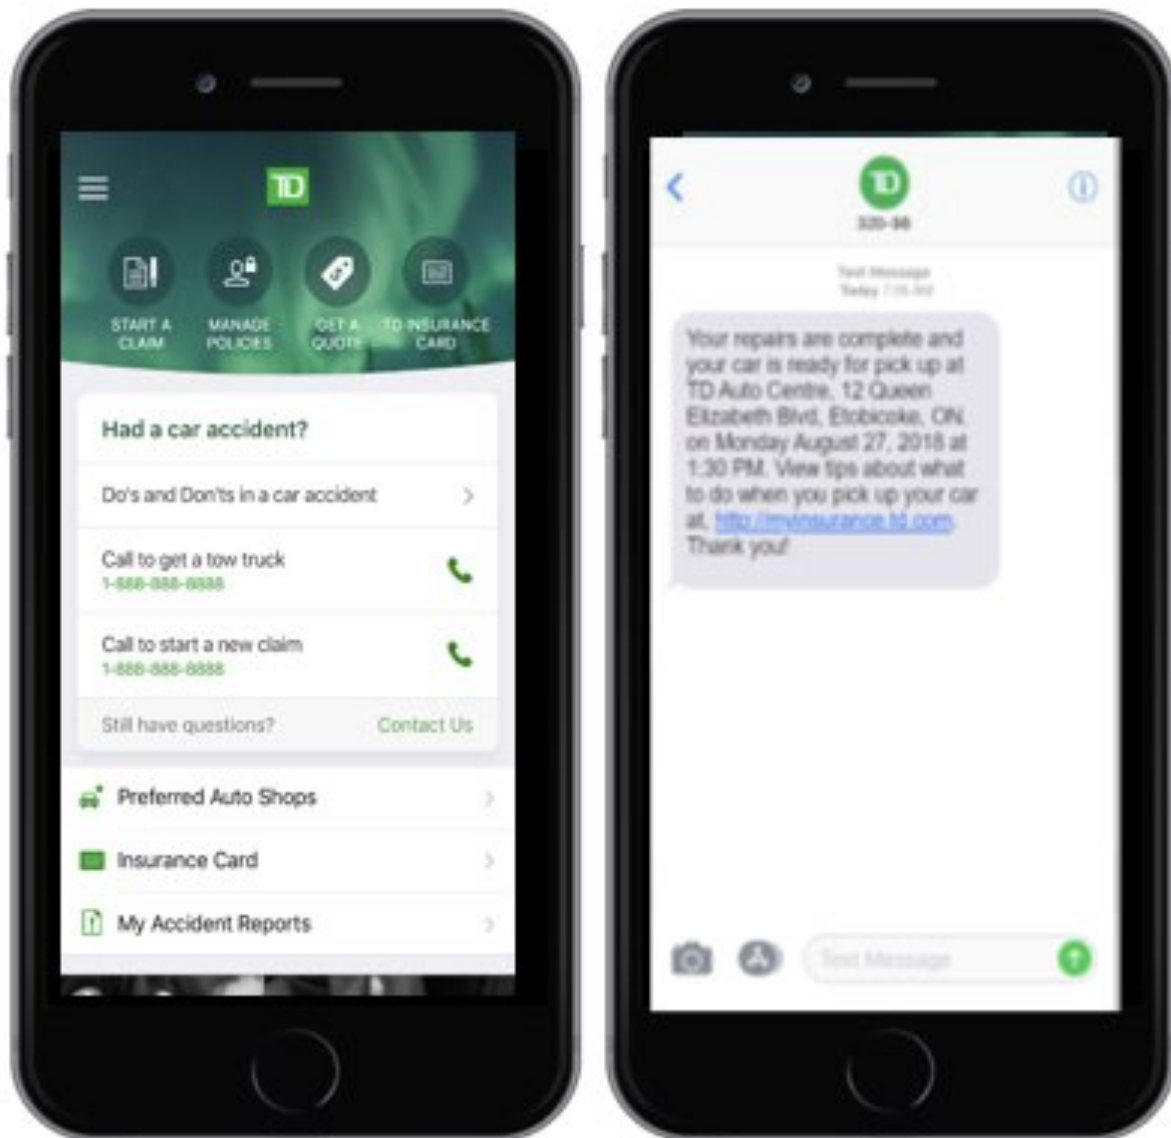 TD
START A
CLAIM
MANAGE
POLICIES
GET A
QUOTE
TD INSURANCE
CARD
Had a car accident?
Do's and Don'ts in a car accident
Call to get a tow truck
1-888-888-8888
Call to start a new claim
1-888-888-8888
Still have questions?
Contact Us
Preferred Auto Shops
Insurance Card
My Accident Reports
TD
Text Message
Today
Your repairs are complete and
your car is ready for pick up at
TD Auto Centre, 12 Queen
Elizabeth Blvd, Etobicoke, ON.
on Monday August 27, 2018 at
1:30 PM. View tips about what
to do when you pick up your car
at, http://myinsurance.td.com.
Thank you!
Text Message